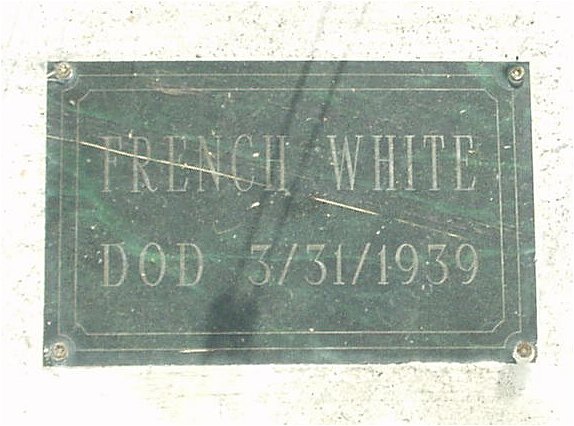 FRENCH WHITE
DOD 3/31/1939